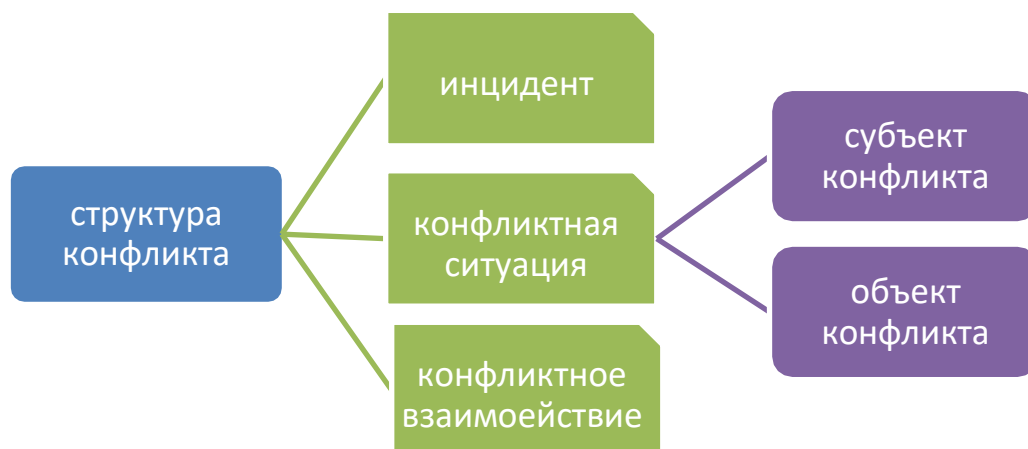 структура
конфликта
инцидент
конфликтная
ситуация
конфликтное
взаимоействие
субъект
конфликта
объект
конфликта